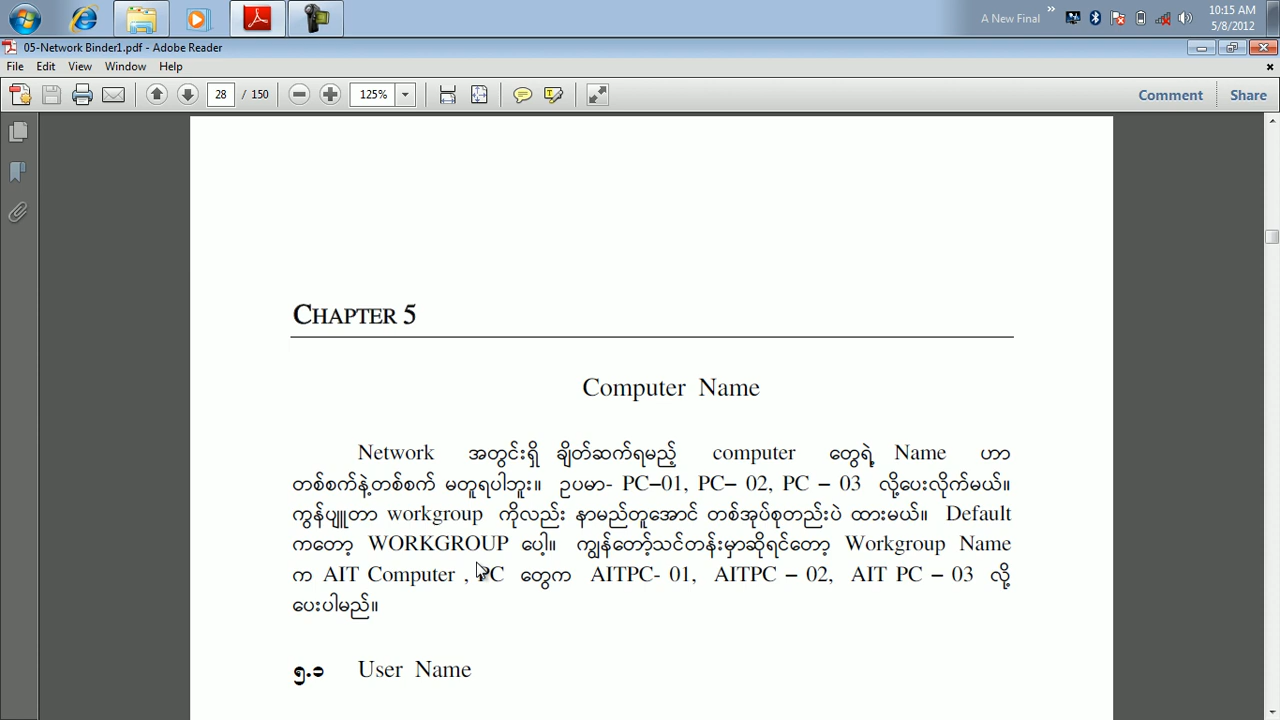 A New Final
»
10:15 AM
5/8/2012
05-Network Binder1.pdf - Adobe Reader
File Edit View Window Help
28 / 150 125% Comment Share
CHAPTER 5
Computer Name
Network အတွင်းရှိ ချိတ်ဆက်ရမည့် computer တွေရဲ့ Name ဟာ
တစ်စက်နဲ့တစ်စက် မတူရပါဘူး။ ဥပမာ- PC–01, PC– 02, PC – 03 လို့ပေးလိုက်မယ်။
ကွန်ပျူတာ workgroup ကိုလည်း နာမည်တူအောင် တစ်အုပ်စုတည်းပဲ ထားမယ်။ Default
ကတော့ WORKGROUP ပေါ့။ ကျွန်တော့်သင်တန်းမှာဆိုရင်တော့ Workgroup Name
က AIT Computer , PC တွေက AITPC- 01, AITPC – 02, AIT PC – 03 လို့
ပေးပါမည်။
၅.၁ User Name